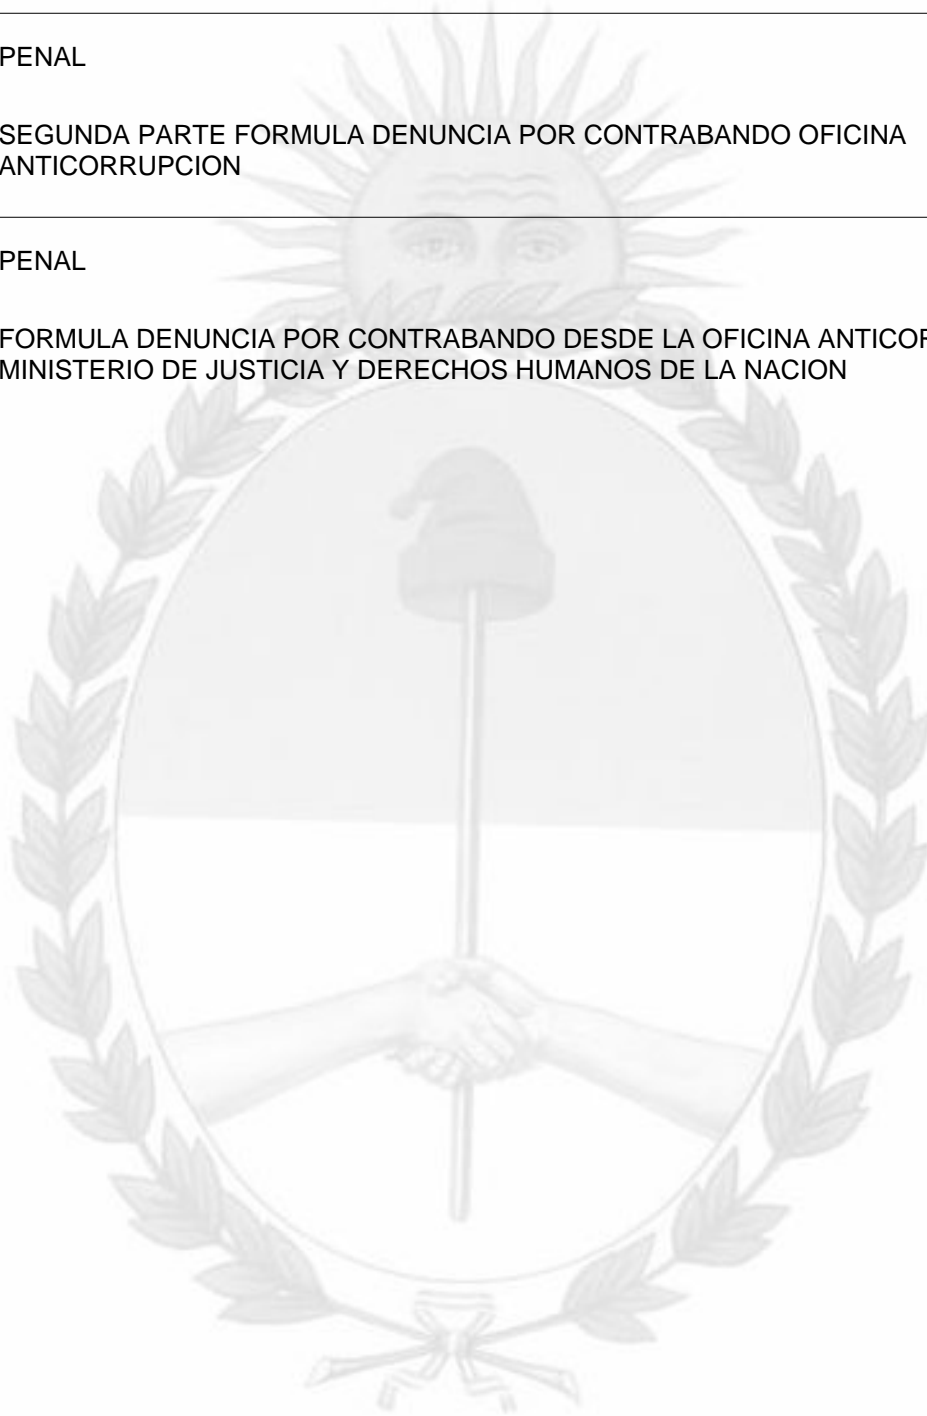 PENAL
SEGUNDA PARTE FORMULA DENUNCIA POR CONTRABANDO OFICINA
ANTICORRUPCION
PENAL
FORMULA DENUNCIA POR CONTRABANDO DESDE LA OFICINA ANTICOR
MINISTERIO DE JUSTICIA Y DERECHOS HUMANOS DE LA NACION